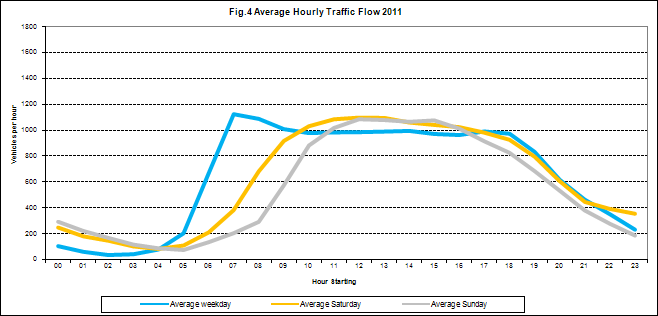 Fig.4 Average Hourly Traffic Flow 2011
1800
1600
1400
1200
1000
800
600
400
200
0
Vehicles per hour
00 01 02 03 04 05 06 07 08 09 10 11 12 13 14 15 16 17 18 19 20 21 22 23
Hour Starting
Average weekday Average Saturday Average Sunday